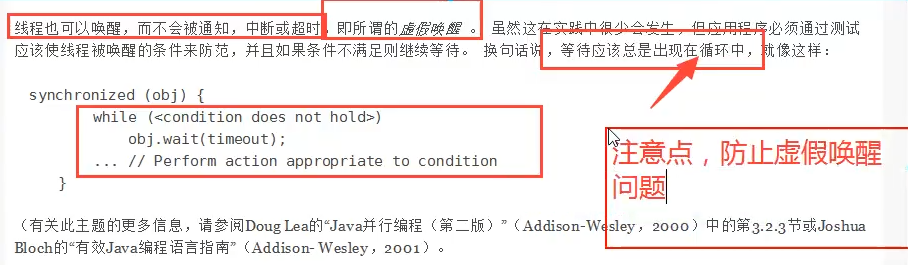 线程也可以唤醒，而不会被通知，中断或超时，即所谓的虚假唤醒 。 虽然这在实践中很少会发生，但应用程序必须通过测试
应该使线程被唤醒的条件来防范，并且如果条件不满足则继续等待。 换句话说，等待应该总是出现在循环中，就像这样：
synchronized (obj) {
while (<condition does not hold>)
obj.wait(timeout);
... // Perform action appropriate to condition
}
注意点，防止虚假唤醒
问题
（有关此主题的更多信息，请参阅Doug Lea的“Java并行编程（第二版）”（Addison-Wesley，2000）中的第3.2.3节或Joshua
Bloch的“有效Java编程语言指南”（Addison- Wesley，2001）。